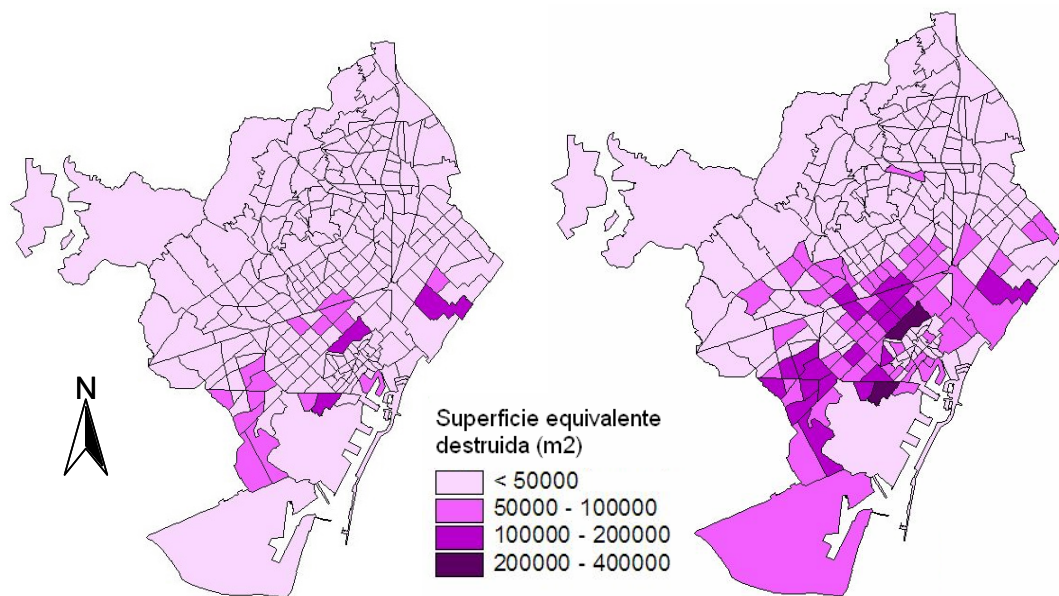 N
Superficie equivalente
destruida (m2)
< 50000
50000 - 100000
100000 - 200000
200000 - 400000